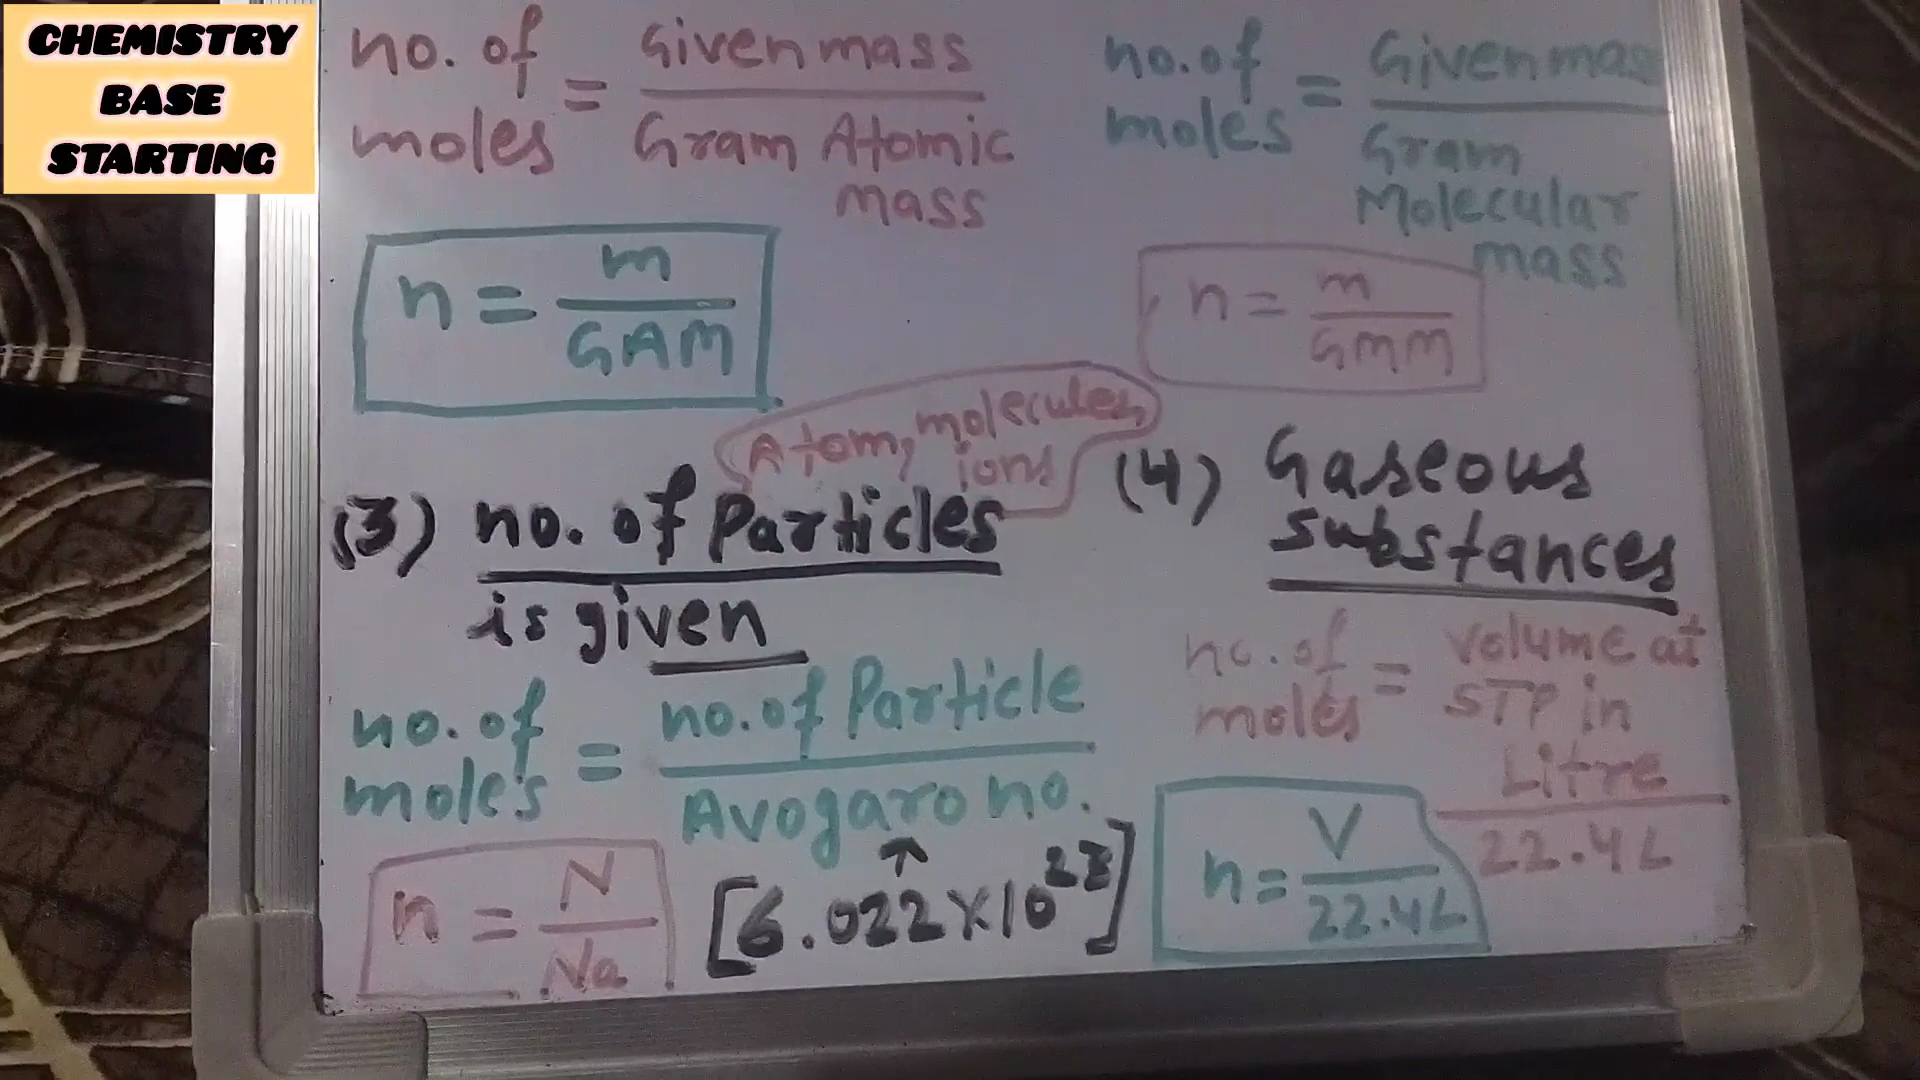 CHEMISTRY
BASE
STARTING
no. of
moles
=
Given mass
Gram Atomic
mass
n = m
GAM
no. of
moles
=
Given mass
Gram
Molecular
mass
n = m
GMM
Atom, molecules,
ions
(3) no. of Particles
is given
no. of
moles
=
no. of Particle
Avogaro no.
n = N
Na
[6.022 × 10²³]
(4) Gaseous
substances
no. of
moles
=
Volume at
STP in
Litre
22.4 L
n = V
22.4L